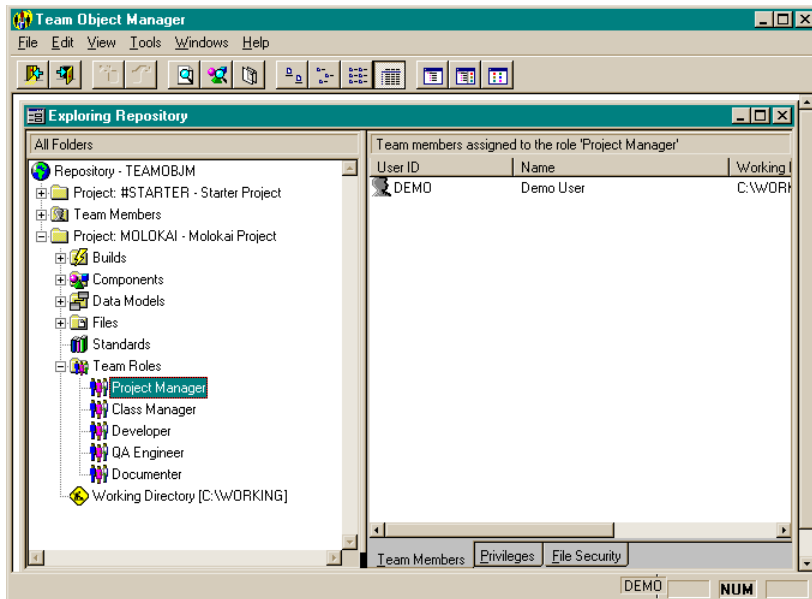 Team Object Manager
File Edit View Tools Windows Help
Exploring Repository
All Folders
Team members assigned to the role 'Project Manager'
User ID Name Working
DEMO Demo User C:\WORK
Repository - TEAMOBJM
Project: #STARTER - Starter Project
Team Members
Project: MOLOKAI - Molokai Project
Builds
Components
Data Models
Files
Standards
Team Roles
Project Manager
Class Manager
Developer
QA Engineer
Documenter
Working Directory [C:\WORKING]
Team Members Privileges File Security
DEMO NUM